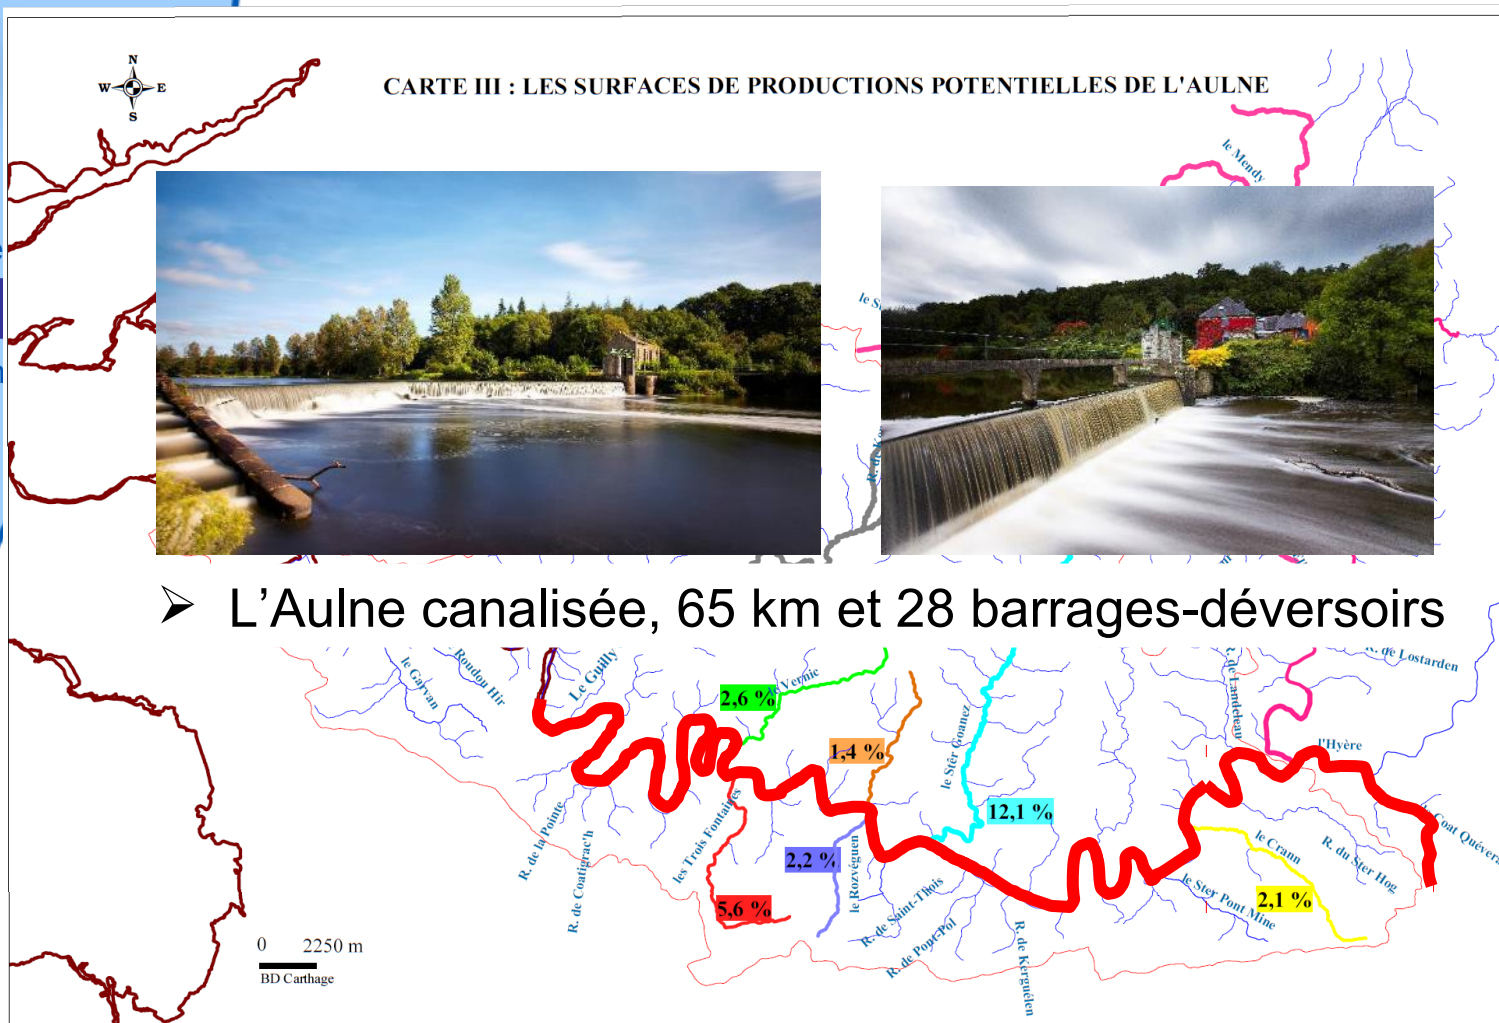 N
W E
S
CARTE III : LES SURFACES DE PRODUCTIONS POTENTIELLES DE L'AULNE
le Mendy
➢ L’Aulne canalisée, 65 km et 28 barrages-déversoirs
le Garvan
Roudou Hir
Le Guilly
2,6 %
Vernic
1,4 %
le Stêr Goanez
12,1 %
R. de Landeleau
R. de Lostarden
l'Hyère
R. de la Pointe
R. de Coatigrac'h
les Trois Fontaines
5,6 %
2,2 %
le Rozvéguen
R. de Saint-Thois
R. de Pont-Pol
R. de Kerguélen
le Crann
R. du Ster Hog
le Ster Pont Mine
2,1 %
Coat Quévers
0 2250 m
BD Carthage